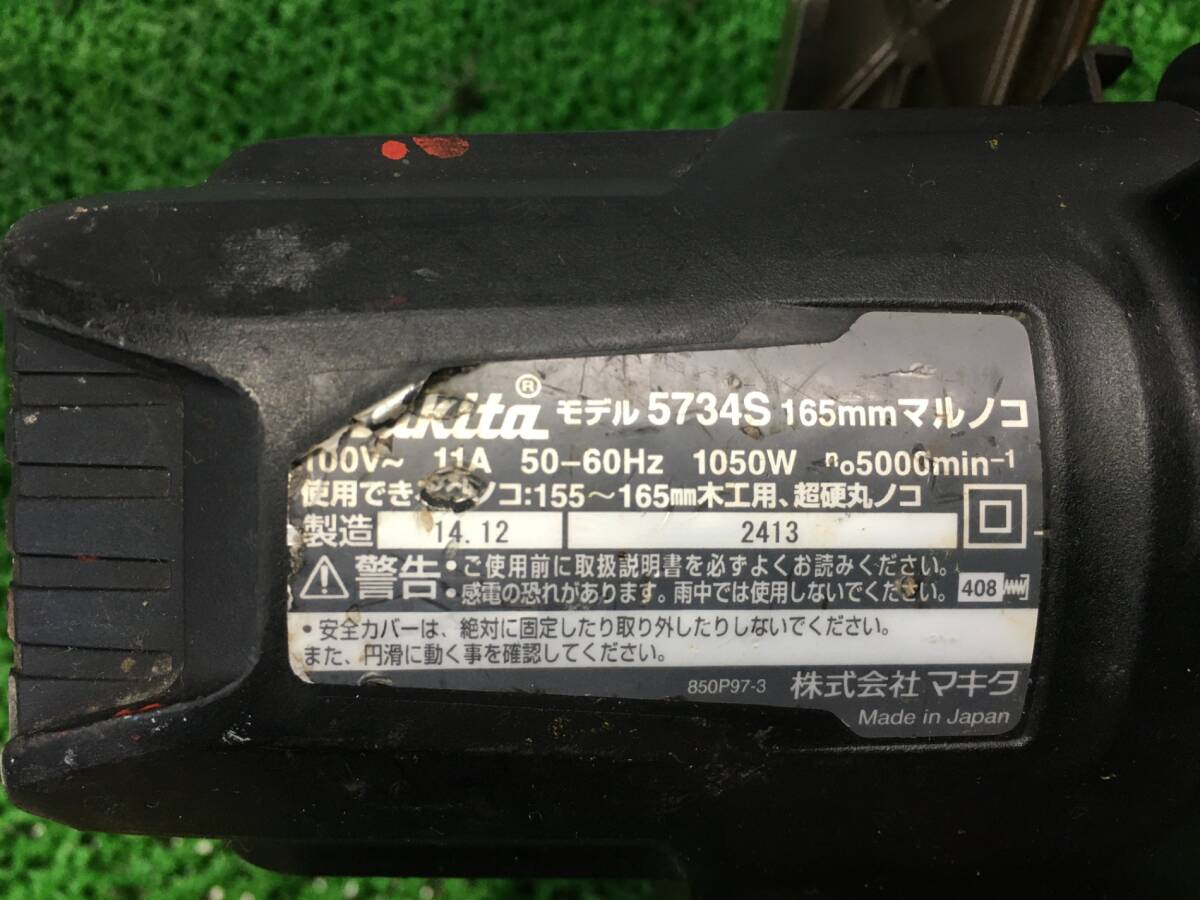 makita® モデル 5734S 165mmマルノコ
100V～ 11A 50-60Hz 1050W n₀5000min⁻¹
使用でき ノコ:155～165mm木工用、超硬丸ノコ
製造 14.12 2413
警告・ご使用前に取扱説明書を必ずよくお読みください。
・感電の恐れがあります。雨中では使用しないでください。 408
・安全カバーは、絶対に固定したり取り外したりしないでください。
また、円滑に動く事を確認してください。
850P97-3 株式会社 マキタ
Made in Japan